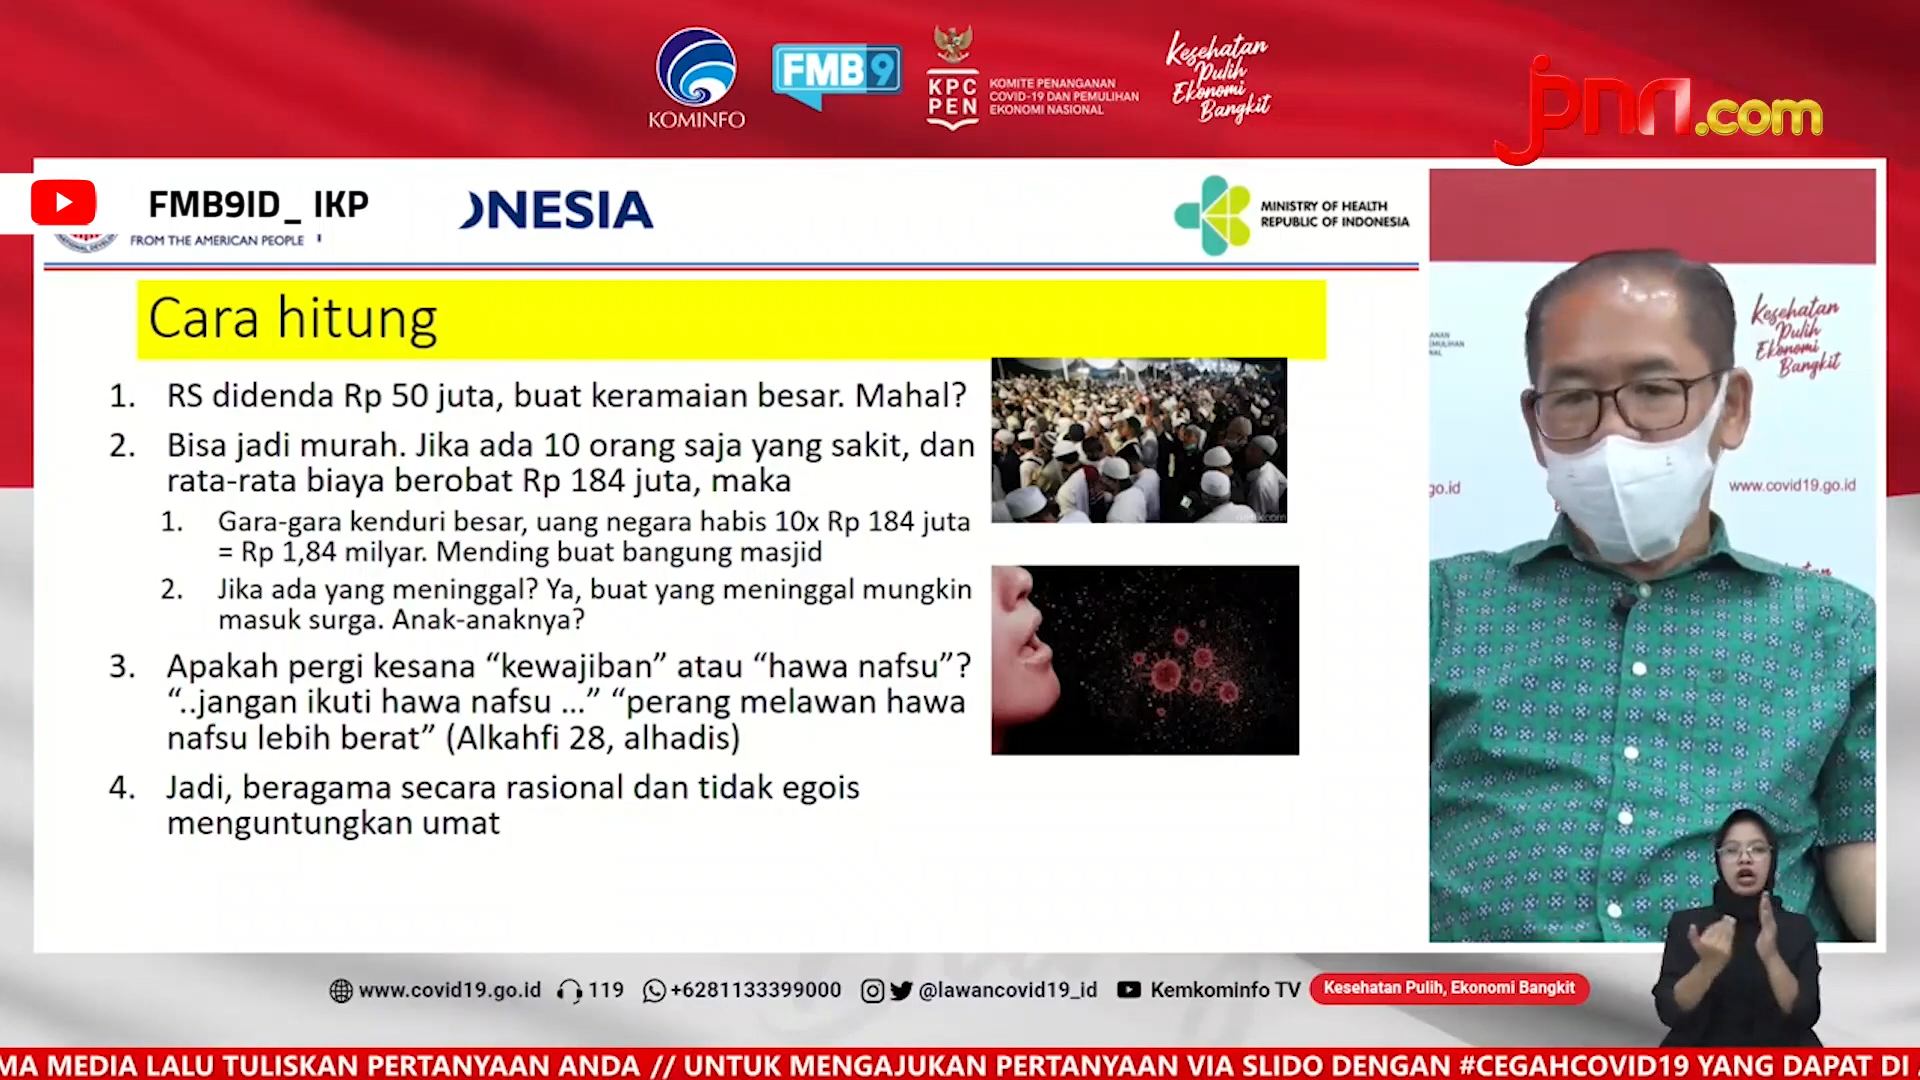 KOMINFO
FMB 9
KPC
PEN
KOMITE PENANGANAN
COVID-19 DAN PEMULIHAN
EKONOMI NASIONAL
Kesehatan
Pulih
Ekonomi
Bangkit
jpnn.com
FMB9ID_ IKP
NESIA
FROM THE AMERICAN PEOPLE
MINISTRY OF HEALTH
REPUBLIC OF INDONESIA
Cara hitung
1. RS didenda Rp 50 juta, buat keramaian besar. Mahal?
2. Bisa jadi murah. Jika ada 10 orang saja yang sakit, dan
rata-rata biaya berobat Rp 184 juta, maka
1. Gara-gara kenduri besar, uang negara habis 10x Rp 184 juta
= Rp 1,84 milyar. Mending buat bangung masjid
2. Jika ada yang meninggal? Ya, buat yang meninggal mungkin
masuk surga. Anak-anaknya?
3. Apakah pergi kesana “kewajiban” atau “hawa nafsu”?
“..jangan ikuti hawa nafsu ...” “perang melawan hawa
nafsu lebih berat” (Alkahfi 28, alhadis)
4. Jadi, beragama secara rasional dan tidak egois
menguntungkan umat
Kesehatan
Pulih
Ekonomi
Bangkit
go.id
www.covid19.go.id
www.covid19.go.id 119 +6281133399000 @lawancovid19_id Kemkominfo TV Kesehatan Pulih, Ekonomi Bangkit
MA MEDIA LALU TULISKAN PERTANYAAN ANDA // UNTUK MENGAJUKAN PERTANYAAN VIA SLIDO DENGAN #CEGAHCOVID19 YANG DAPAT DI